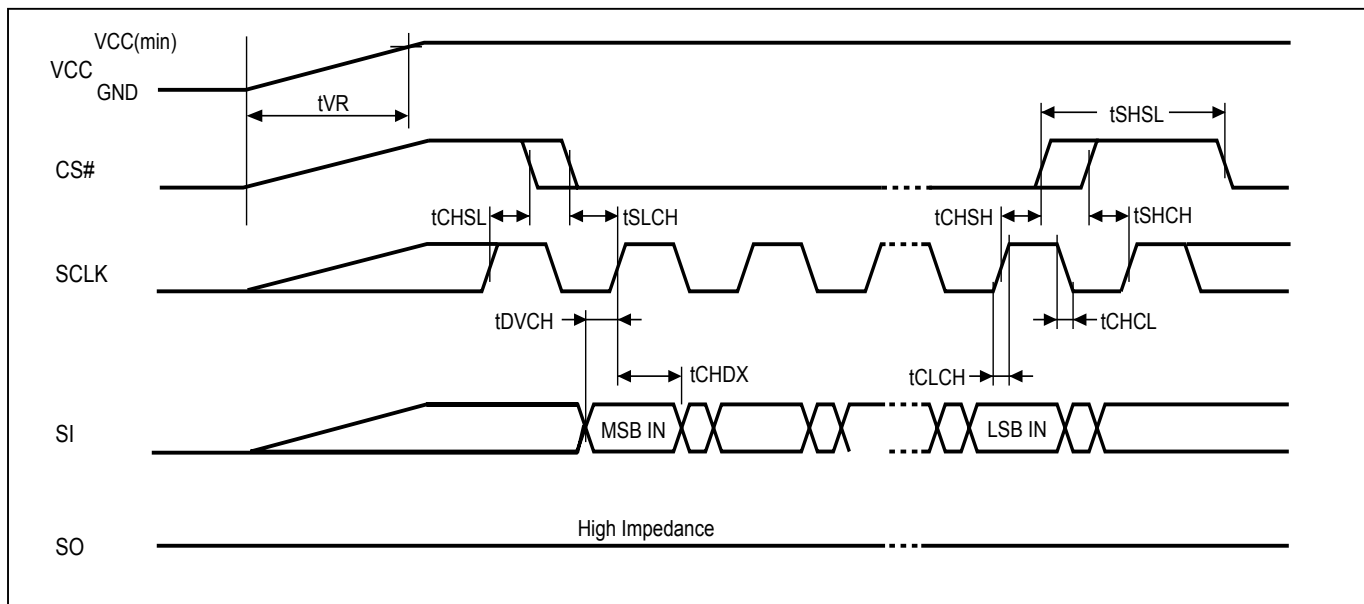 VCC(min)
VCC
GND
tVR
tSHSL
CS#
tCHSL
tSLCH
tCHSH
tSHCH
SCLK
tDVCH
tCHCL
tCHDX
tCLCH
SI
MSB IN
LSB IN
High Impedance
SO